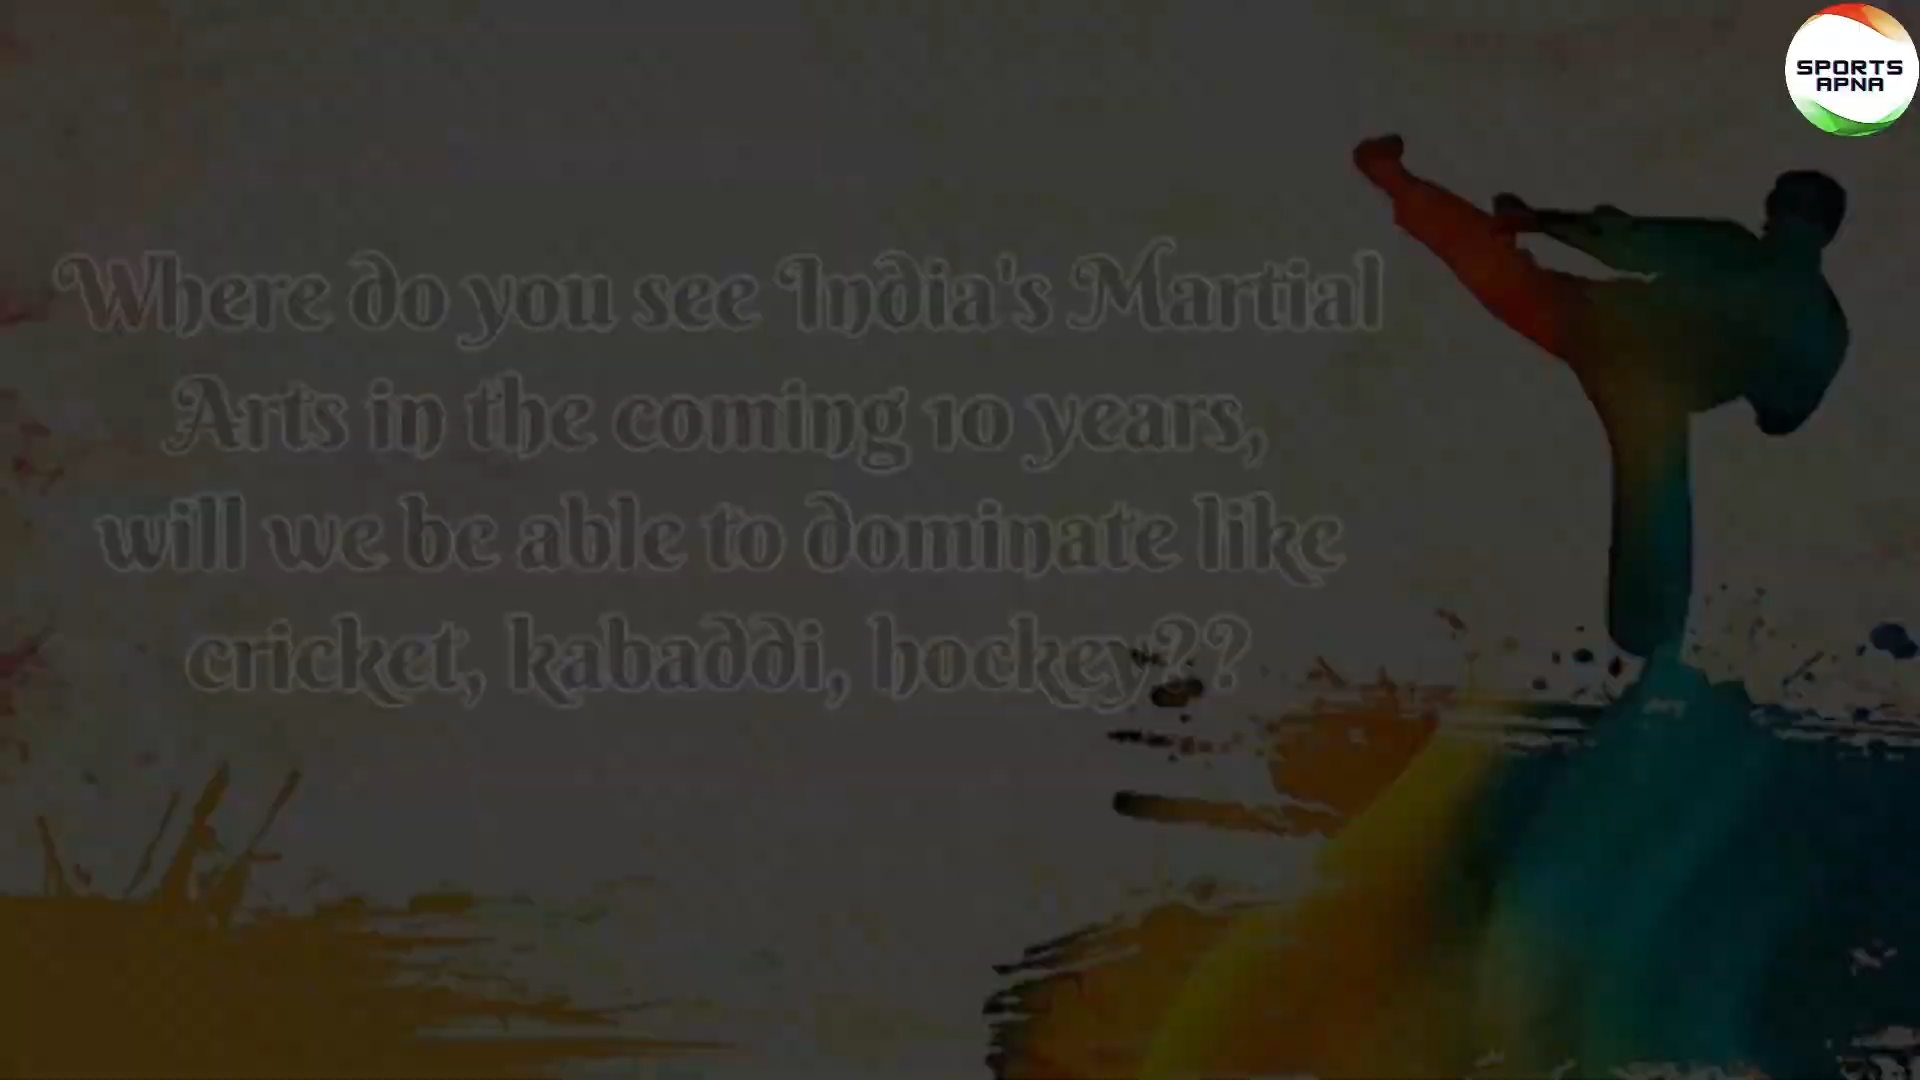 SPORTS
APNA
Where do you see India's Martial
Arts in the coming 10 years,
will we be able to dominate like
cricket, kabaddi, hockey??